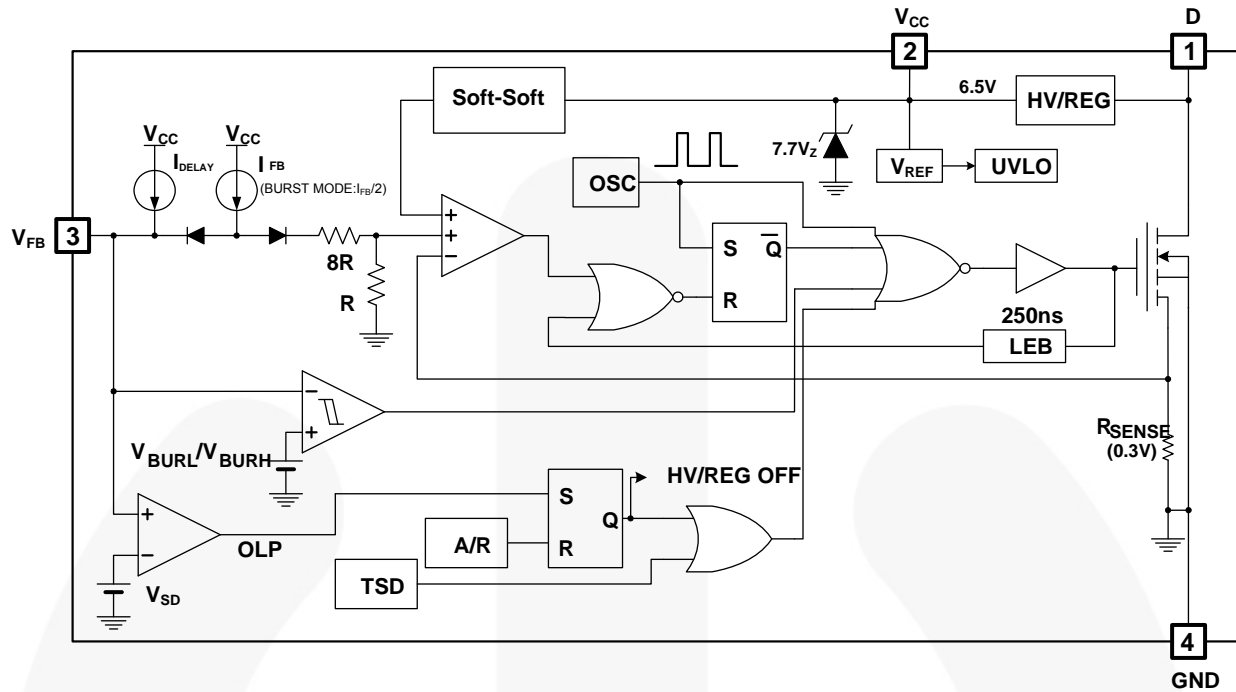 VCC
D
2
1
Soft-Soft
6.5V
HV/REG
VCC
VCC
IDELAY
I FB
(BURST MODE:IFB/2)
7.7VZ
OSC
VREF
UVLO
VFB
3
+
+
−
8R
R
S
Q̅
R
250ns
LEB
−
+
VBURL/VBURH
RSENSE
(0.3V)
HV/REG OFF
+
−
OLP
S
Q
R
A/R
TSD
VSD
4
GND